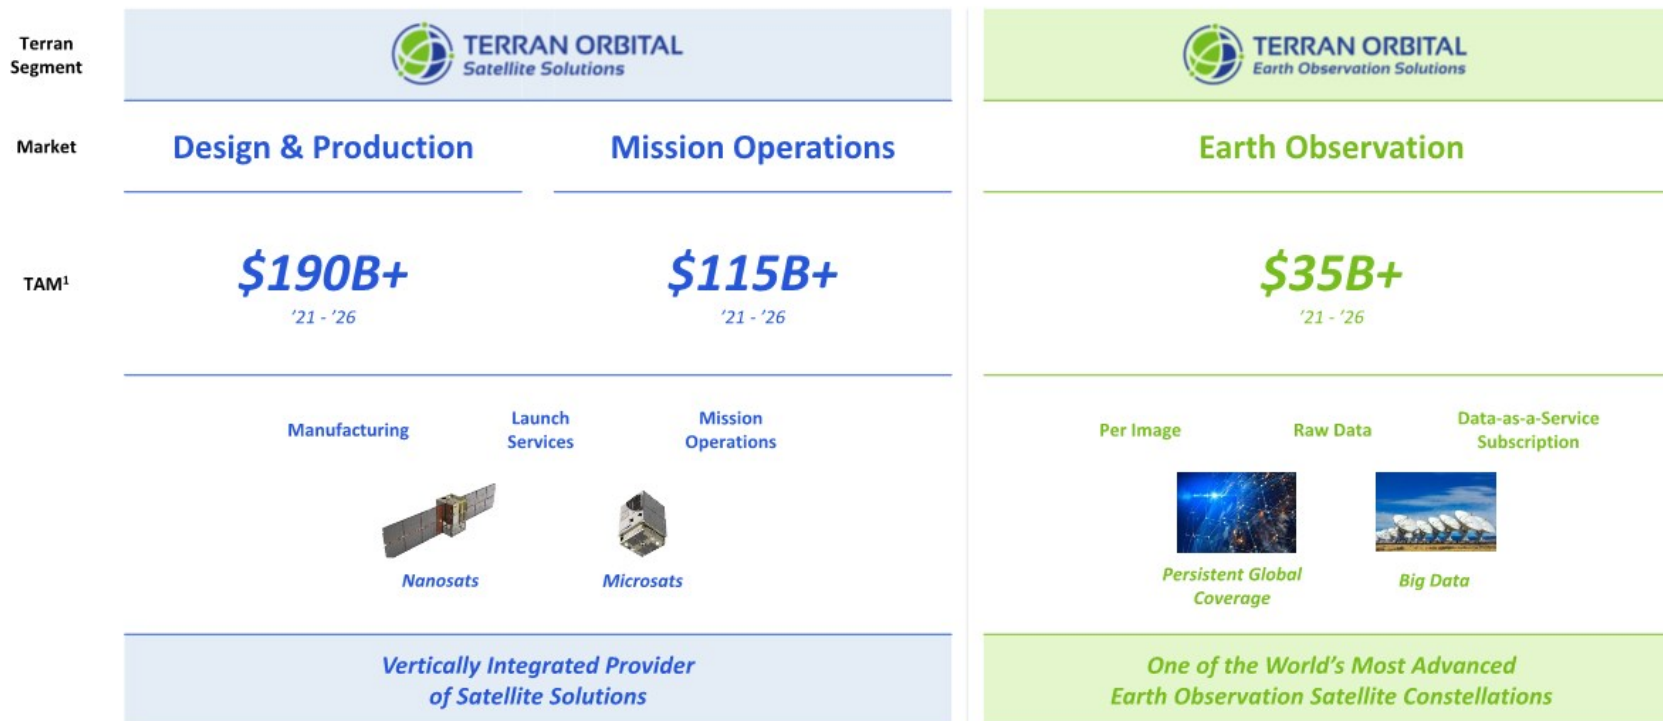 Terran
Segment
TERRAN ORBITAL
Satellite Solutions
TERRAN ORBITAL
Earth Observation Solutions
Market
Design & Production
Mission Operations
Earth Observation
TAM¹
$190B+
'21 - '26
$115B+
'21 - '26
$35B+
'21 - '26
Manufacturing
Launch
Services
Mission
Operations
Per Image
Raw Data
Data-as-a-Service
Subscription
Nanosats
Microsats
Persistent Global
Coverage
Big Data
Vertically Integrated Provider
of Satellite Solutions
One of the World’s Most Advanced
Earth Observation Satellite Constellations